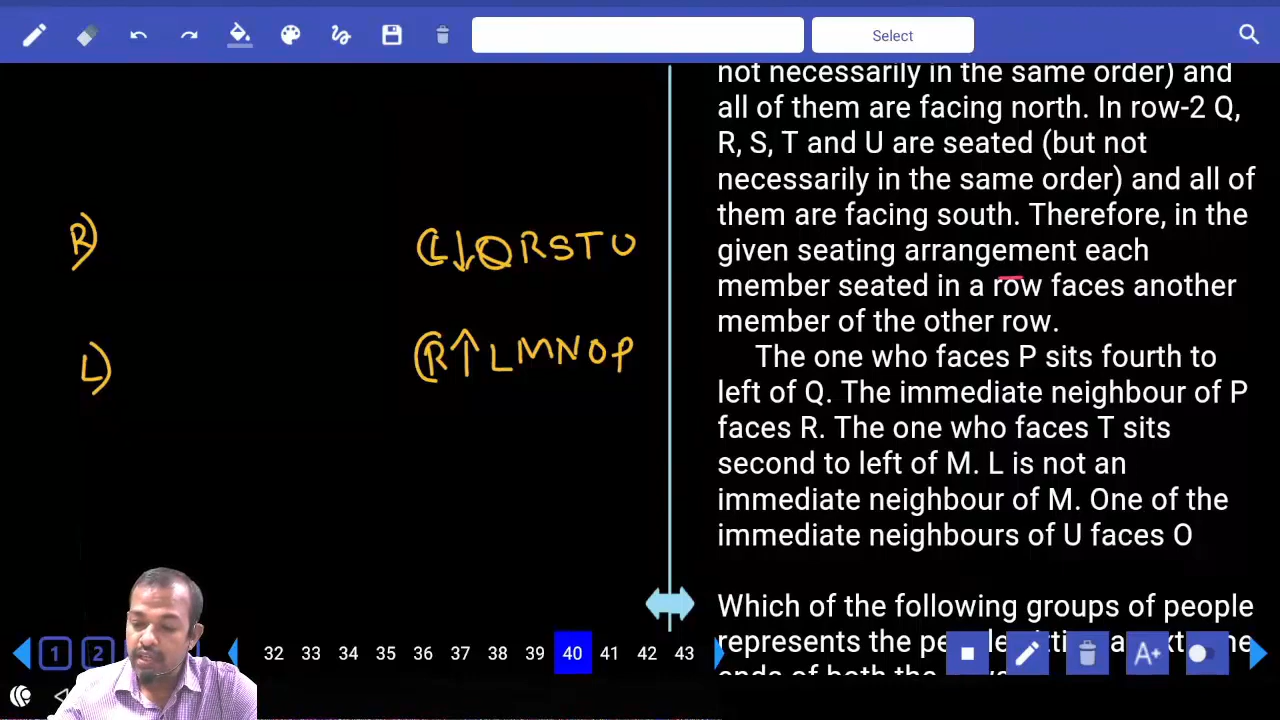 Select
not necessarily in the same order) and
all of them are facing north. In row-2 Q,
R, S, T and U are seated (but not
necessarily in the same order) and all of
them are facing south. Therefore, in the
given seating arrangement each
member seated in a row faces another
member of the other row.
The one who faces P sits fourth to
left of Q. The immediate neighbour of P
faces R. The one who faces T sits
second to left of M. L is not an
immediate neighbour of M. One of the
immediate neighbours of U faces O
Which of the following groups of people
represents the
R)
(L↓QRSTU
L)
(R↑LMNOP
1 2
32 33 34 35 36 37 38 39 40 41 42 43
A+